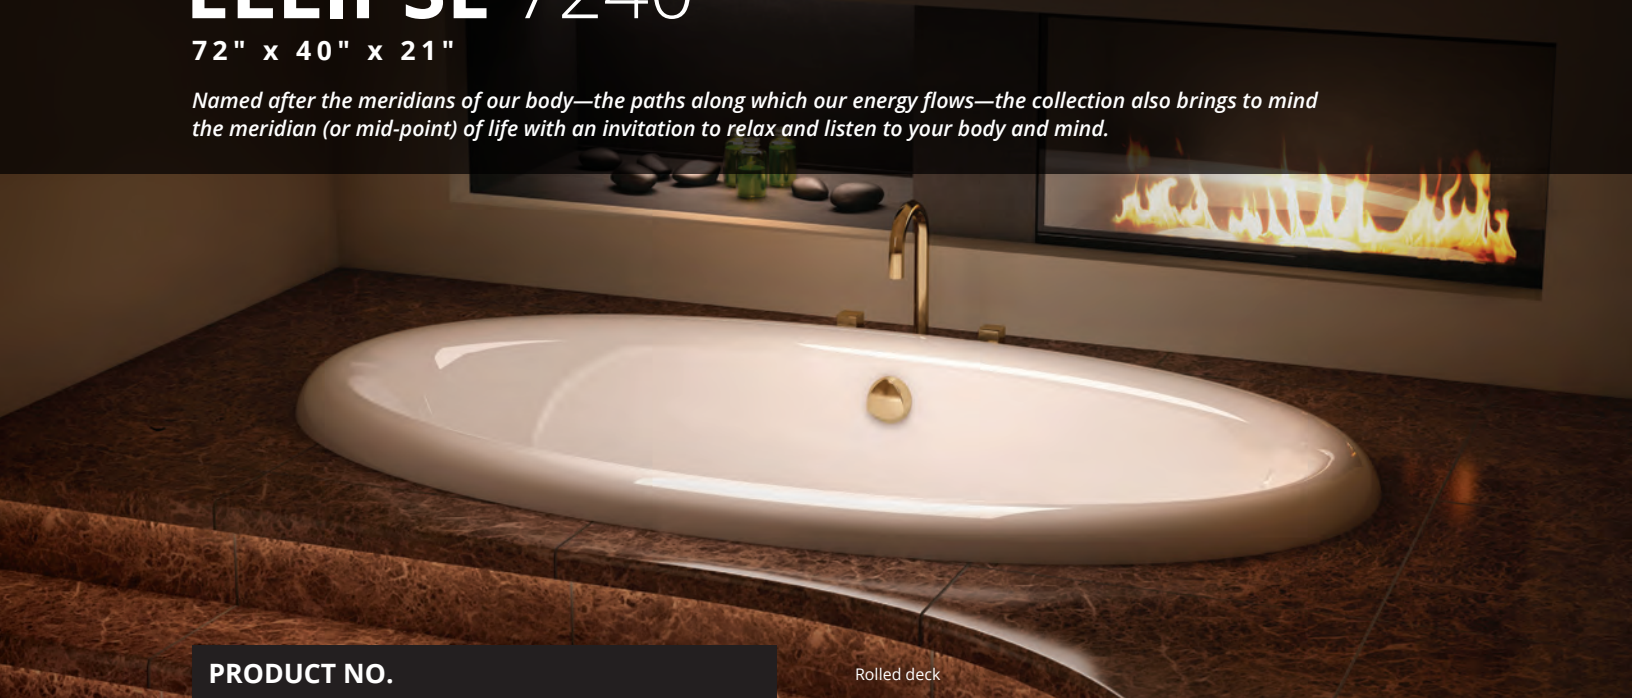 ELLIPSE 7240
72" x 40" x 21"
Named after the meridians of our body—the paths along which our energy flows—the collection also brings to mind
the meridian (or mid-point) of life with an invitation to relax and listen to your body and mind.
PRODUCT NO.
Rolled deck